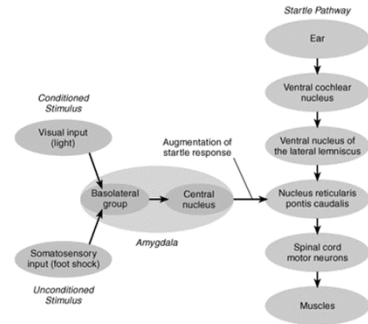 Startle Pathway
Ear
Ventral cochlear
nucleus
Ventral nucleus of
the lateral lemniscus
Nucleus reticularis
pontis caudalis
Spinal cord
motor neurons
Muscles
Conditioned
Stimulus
Visual input
(light)
Augmentation of
startle response
Basolateral
group
Central
nucleus
Amygdala
Somatosensory
input (foot shock)
Unconditioned
Stimulus